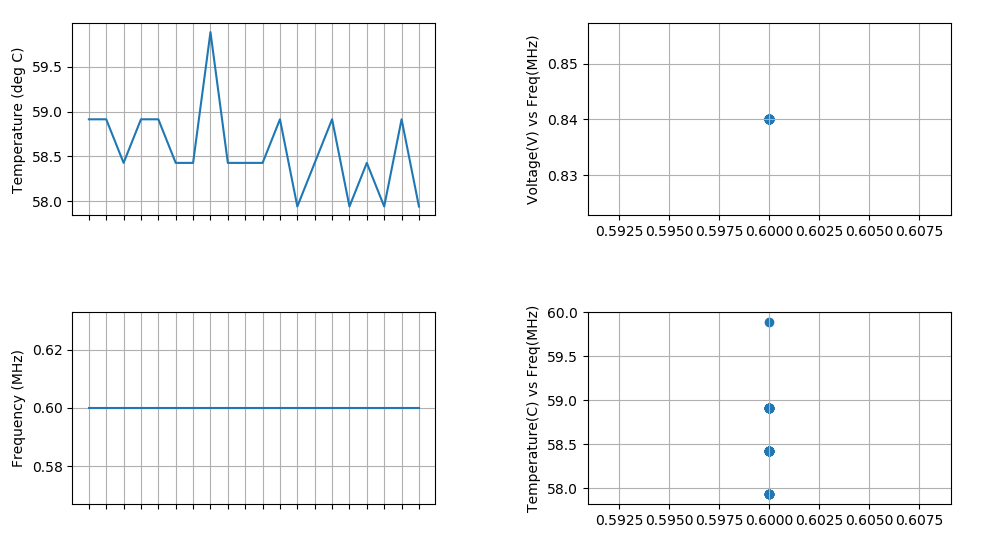 Temperature (deg C)
59.5
59.0
58.5
58.0
Voltage(V) vs Freq(MHz)
0.85
0.84
0.83
0.5925 0.5950 0.5975 0.6000 0.6025 0.6050 0.6075
Frequency (MHz)
0.62
0.60
0.58
Temperature(C) vs Freq(MHz)
60.0
59.5
59.0
58.5
58.0
0.5925 0.5950 0.5975 0.6000 0.6025 0.6050 0.6075